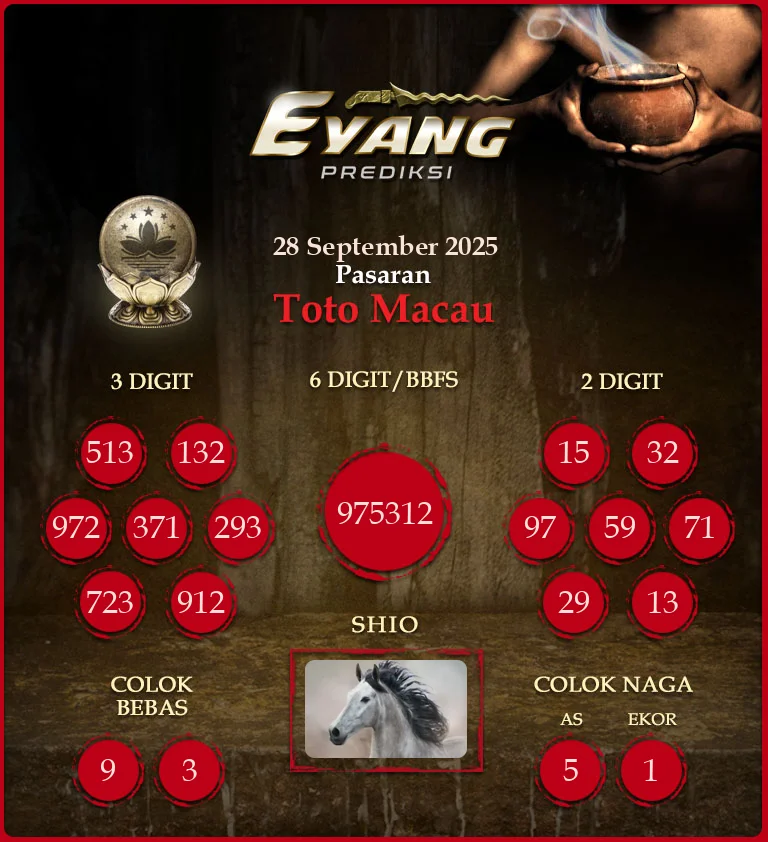 EYANG
PREDIKSI
28 September 2025
Pasaran
Toto Macau
3 DIGIT
513 132
972 371 293
723 912
6 DIGIT/BBFS
975312
2 DIGIT
15 32
97 59 71
29 13
COLOK
BEBAS
9 3
SHIO
COLOK NAGA
AS EKOR
5 1